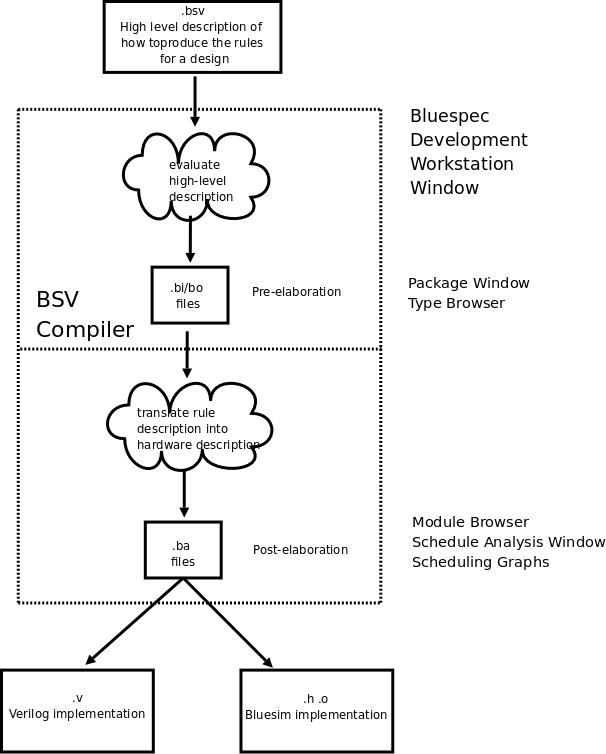 .bsv
High level description of
how toproduce the rules
for a design
Bluespec
Development
Workstation
Window
evaluate
high-level
description
.bi/bo
files
Pre-elaboration
Package Window
Type Browser
BSV
Compiler
translate rule
description into
hardware description
.ba
files
Post-elaboration
Module Browser
Schedule Analysis Window
Scheduling Graphs
.v
Verilog implementation
.h .o
Bluesim implementation